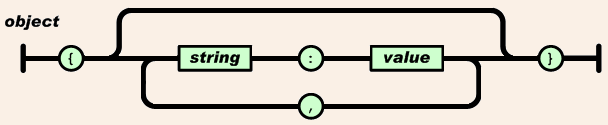 object
{ string : value }
,